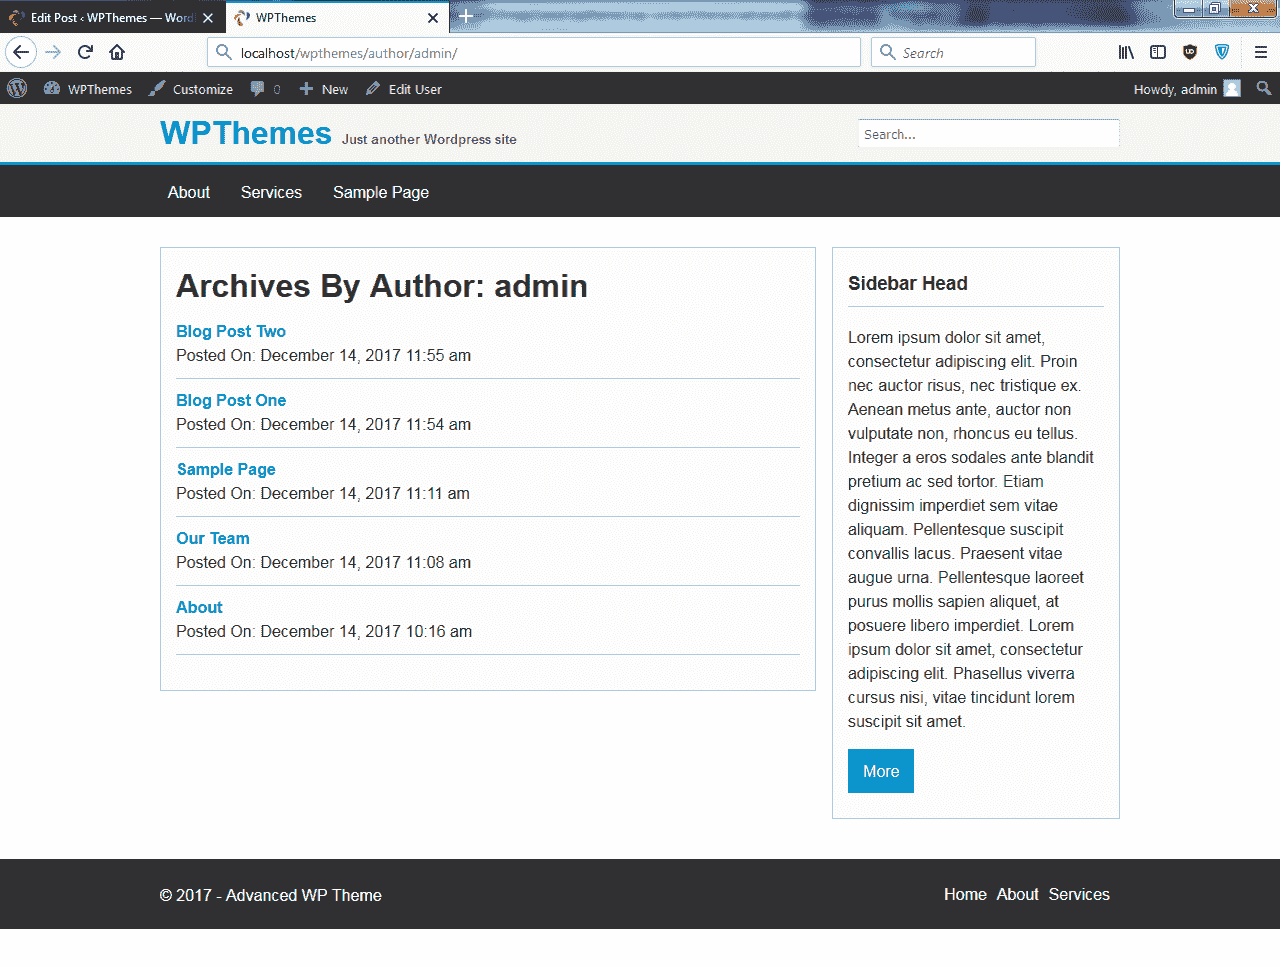 Edit Post ‹ WPThemes — Word
WPThemes
localhost/wpthemes/author/admin/
Search
WPThemes
Customize
0
New
Edit User
Howdy, admin
WPThemes Just another Wordpress site
Search...
About Services Sample Page
Archives By Author: admin
Blog Post Two
Posted On: December 14, 2017 11:55 am
Blog Post One
Posted On: December 14, 2017 11:54 am
Sample Page
Posted On: December 14, 2017 11:11 am
Our Team
Posted On: December 14, 2017 11:08 am
About
Posted On: December 14, 2017 10:16 am
Sidebar Head
Lorem ipsum dolor sit amet,
consectetur adipiscing elit. Proin
nec auctor risus, nec tristique ex.
Aenean metus ante, auctor non
vulputate non, rhoncus eu tellus.
Integer a eros sodales ante blandit
pretium ac sed tortor. Etiam
dignissim imperdiet sem vitae
aliquam. Pellentesque suscipit
convallis lacus. Praesent vitae
augue urna. Pellentesque laoreet
purus mollis sapien aliquet, at
posuere libero imperdiet. Lorem
ipsum dolor sit amet, consectetur
adipiscing elit. Phasellus viverra
cursus nisi, vitae tincidunt lorem
suscipit sit amet.
More
© 2017 - Advanced WP Theme
Home About Services